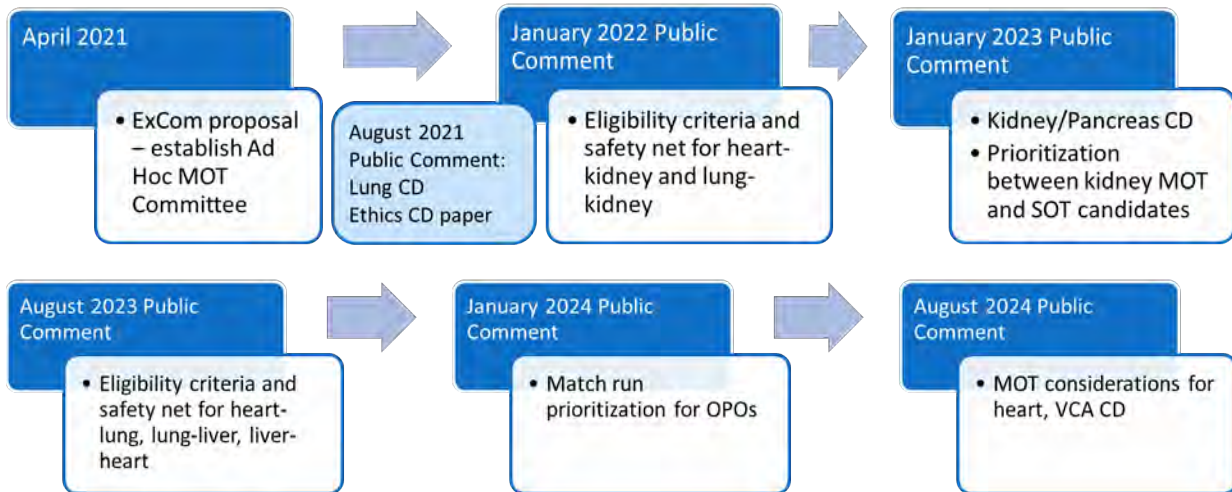 April 2021
• ExCom proposal
– establish Ad
Hoc MOT
Committee
August 2021
Public Comment:
Lung CD
Ethics CD paper
January 2022 Public
Comment
• Eligibility criteria and
safety net for heart-
kidney and lung-
kidney
January 2023 Public
Comment
• Kidney/Pancreas CD
• Prioritization
between kidney MOT
and SOT candidates
August 2023 Public
Comment
• Eligibility criteria and
safety net for heart-
lung, lung-liver, liver-
heart
January 2024 Public
Comment
• Match run
prioritization for OPOs
August 2024 Public
Comment
• MOT considerations for
heart, VCA CD